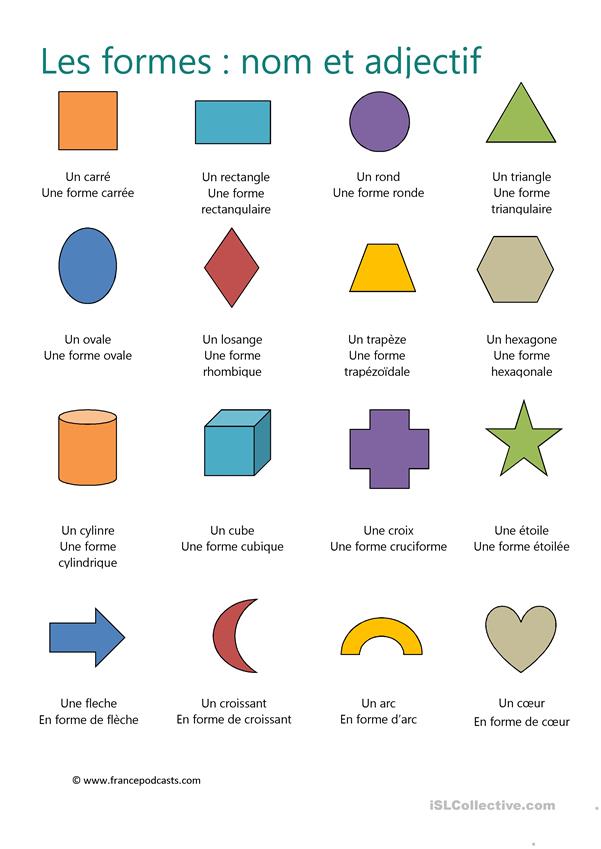 Les formes : nom et adjectif
Un carré
Une forme carrée
Un rectangle
Une forme
rectangulaire
Un rond
Une forme ronde
Un triangle
Une forme
triangulaire
Un ovale
Une forme ovale
Un losange
Une forme
rhombique
Un trapèze
Une forme
trapézoïdale
Un hexagone
Une forme
hexagonale
Un cylinre
Une forme
cylindrique
Un cube
Une forme cubique
Une croix
Une forme cruciforme
Une étoile
Une forme étoilée
Une fleche
En forme de flèche
Un croissant
En forme de croissant
Un arc
En forme d'arc
Un cœur
En forme de cœur
© www.francepodcasts.com
iSLCollective.com